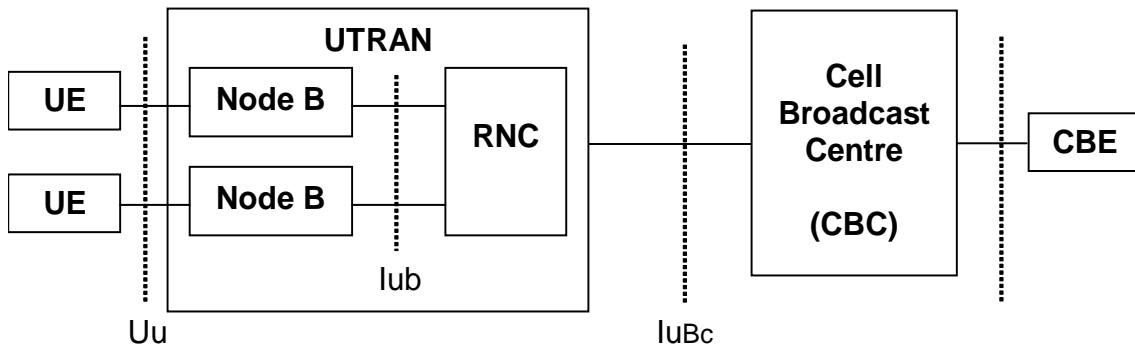 UTRAN
UE
Node B
RNC
UE
Node B
Iub
Uu
IuBc
Cell
Broadcast
Centre
(CBC)
CBE